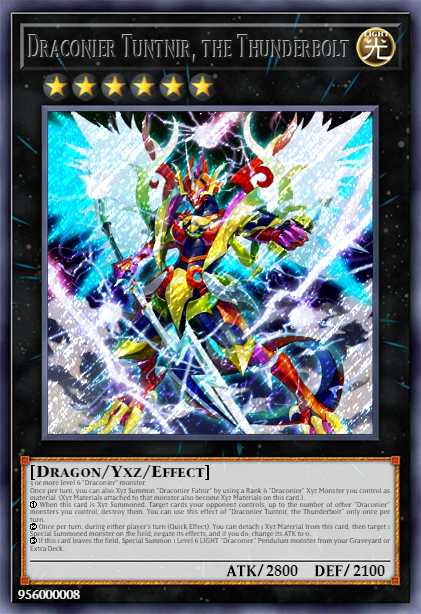 Draconier Tuntnir, the Thunderbolt
LIGHT
光
[Dragon/Yxz/Effect]
or more level 6 "Draconier" monster
Once per turn, you can also Xyz Summon "Draconier Fafnir" by using a Rank 6 "Draconier" Xyz Monster you control as
material. (Xyz Materials attached to that monster also become Xyz Materials on this card.).
① When this card is Xyz Summoned: Target cards your opponent controls, up to the number of other "Draconier"
monsters you control, destroy them. You can use this effect of "Draconier Tuntnir, the Thunderbolt" only once per
turn.
② Once per turn, during either player's turn (Quick Effect): You can detach 1 Xyz Material from this card, then target 1
Special Summoned monster on the field; negate its effects, and if you do, change its ATK to 0.
③ If this card leaves the field, Special Summon 1 Level 6 LIGHT "Draconier" Pendulum monster from your Graveyard or
Extra Deck.
ATK/2800 DEF/2100
956000008